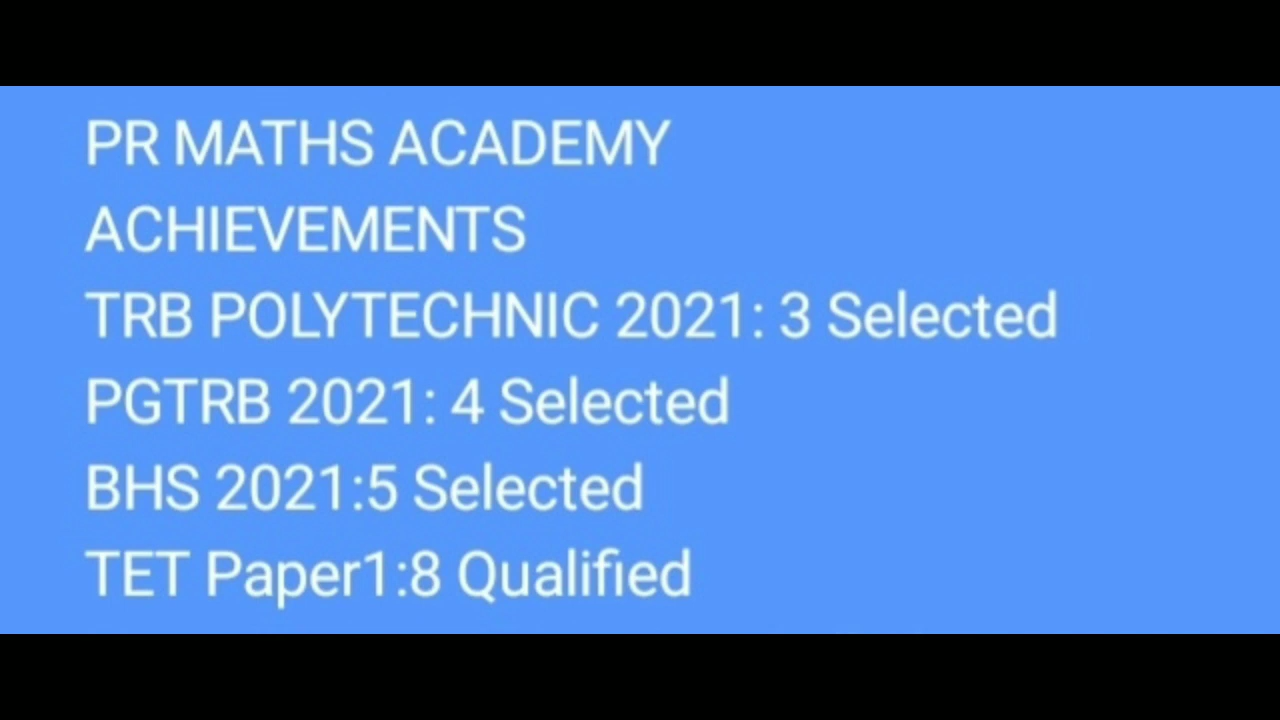 PR MATHS ACADEMY
ACHIEVEMENTS
TRB POLYTECHNIC 2021: 3 Selected
PGTRB 2021: 4 Selected
BHS 2021:5 Selected
TET Paper1:8 Qualified